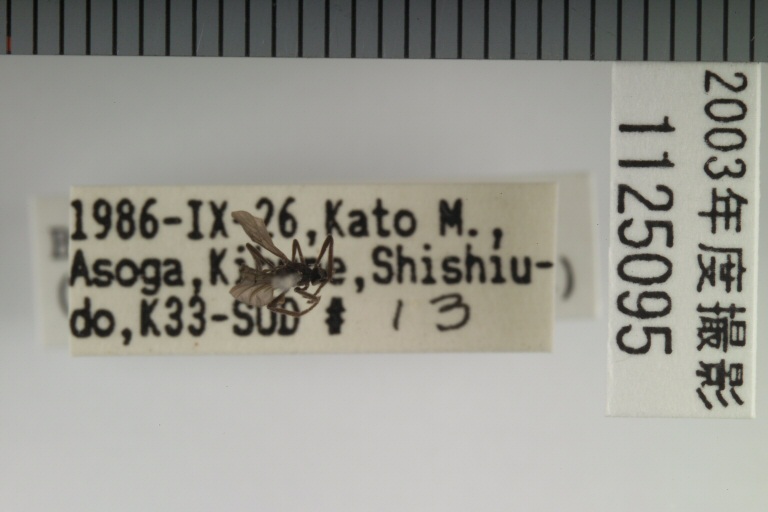 1986-IX-26, Kato M.,
Asoga, Shishiu-
do, K33-SUD # 13
2003年度撮影
1125095